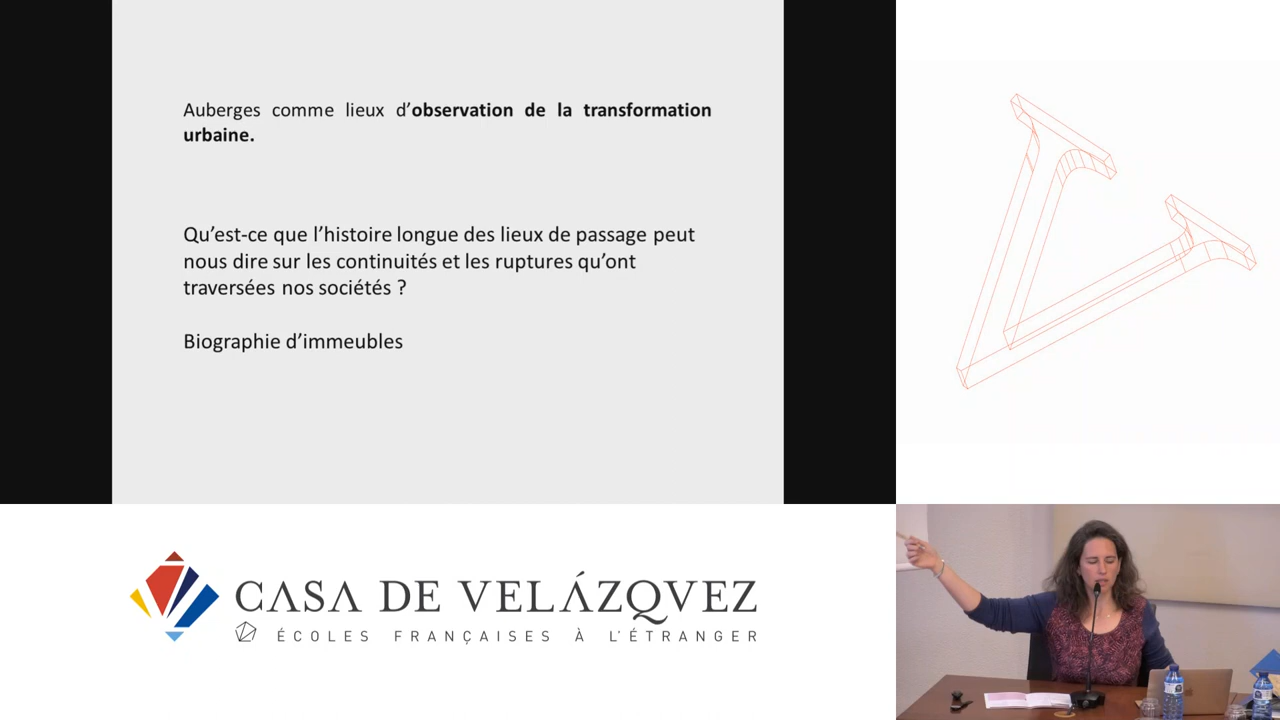 Auberges comme lieux d’observation de la transformation
urbaine.
Qu’est-ce que l’histoire longue des lieux de passage peut
nous dire sur les continuités et les ruptures qu’ont
traversées nos sociétés ?
Biographie d’immeubles
CASA DE VELÁZQVEZ
ÉCOLES FRANÇAISES À L'ÉTRANGER